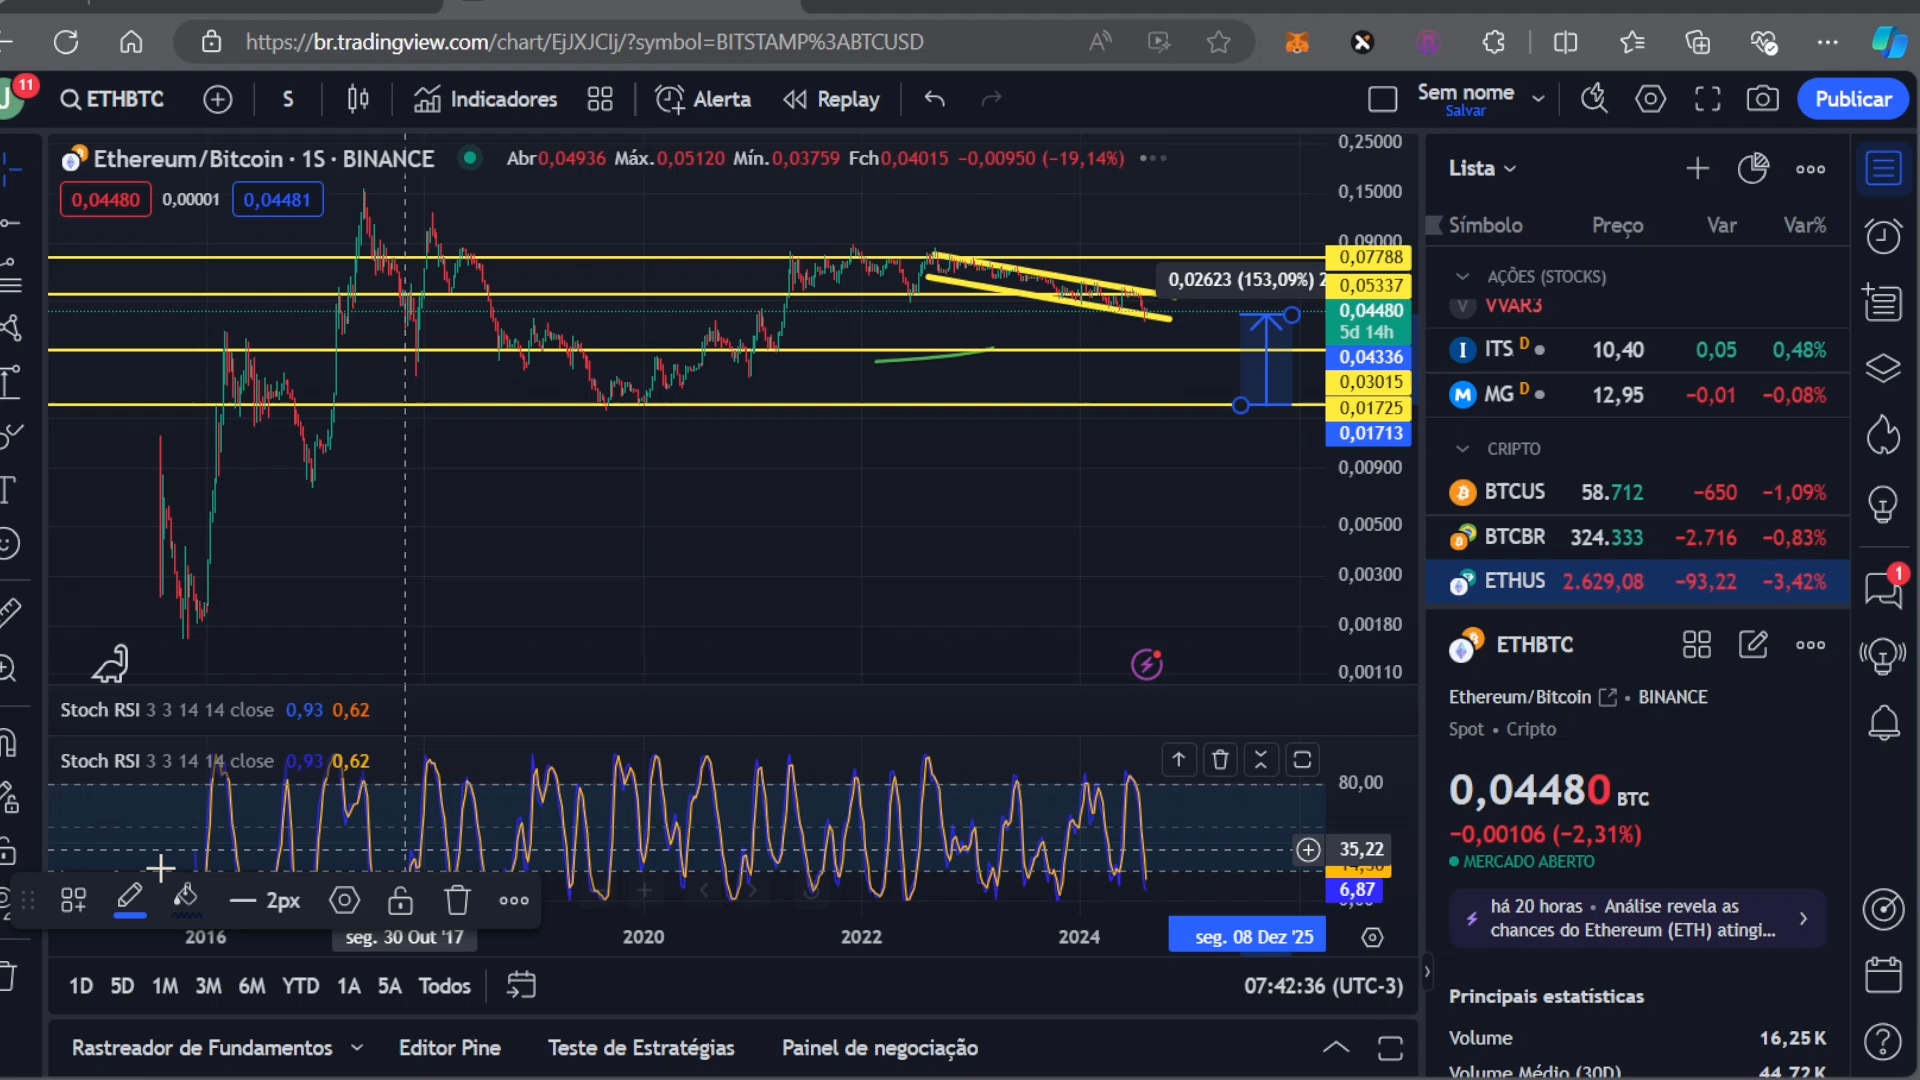 https://br.tradingview.com/chart/EjJXJClj/?symbol=BITSTAMP%3ABTCUSD
J 11
ETHBTC S Indicadores Alerta Replay Sem nome Publicar
Salvar
Ethereum/Bitcoin · 1S · BINANCE Abr0,04936 Máx.0,05120 Mín.0,03759 Fch0,04015 −0,00950 (−19,14%)
0,04480 0,00001 0,04481
0,25000
0,15000
0,09000
0,07788
0,02623 (153,09%) 2
0,05337
0,04480
5d 14h
0,04336
0,03015
0,01725
0,01713
0,00900
0,00500
0,00300
0,00180
0,00110
Stoch RSI 3 3 14 14 close 0,93 0,62
Stoch RSI 3 3 14 14 close 0,93 0,62
80,00
35,22
6,87
2px
2016 seg. 30 Out '17 2020 2022 2024 seg. 08 Dez '25
1D 5D 1M 3M 6M YTD 1A 5A Todos 07:42:36 (UTC-3)
Rastreador de Fundamentos Editor Pine Teste de Estratégias Painel de negociação
Lista
Símbolo Preço Var Var%
AÇÕES (STOCKS)
V VVAR3
I ITS D 10,40 0,05 0,48%
M MG D 12,95 −0,01 −0,08%
CRIPTO
BTCUS 58.712 −650 −1,09%
BTCBR 324.333 −2.716 −0,83%
ETHUS 2.629,08 −93,22 −3,42%
1
ETHBTC
Ethereum/Bitcoin • BINANCE
Spot • Cripto
0,04480 BTC
−0,00106 (−2,31%)
MERCADO ABERTO
há 20 horas • Análise revela as
chances do Ethereum (ETH) atingi...
Principais estatísticas
Volume 16,25 K
Volume Médio (30D) 44,72 K